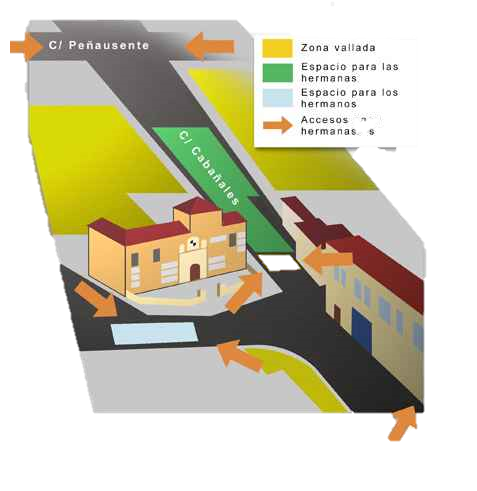 C/ Peñausente
Zona vallada
Espacio para las
hermanas
Espacio para los
hermanos
Accesos
hermanas
C/ Cabañales